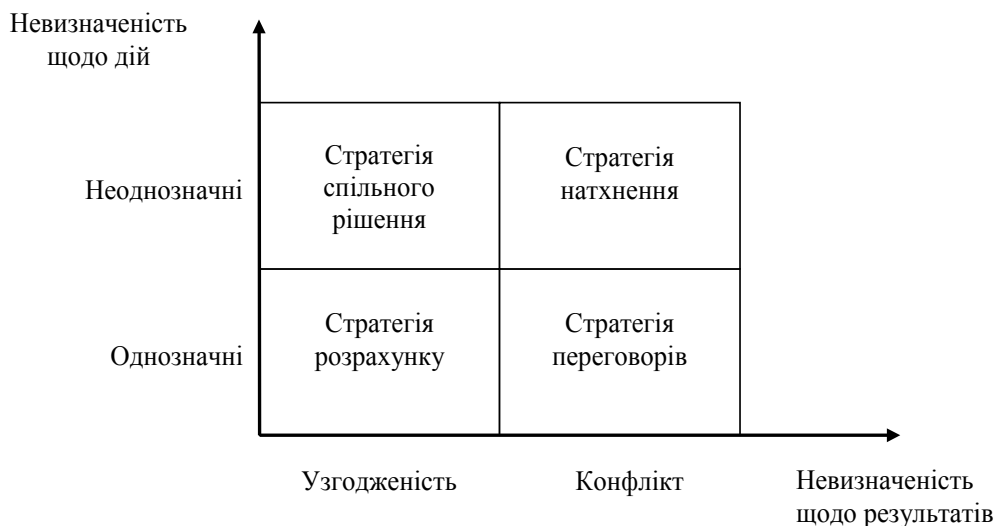 Невизначеність
щодо дій
Неоднозначні
Стратегія
спільного
рішення
Стратегія
натхнення
Однозначні
Стратегія
розрахунку
Стратегія
переговорів
Узгодженість
Конфлікт
Невизначеність
щодо результатів